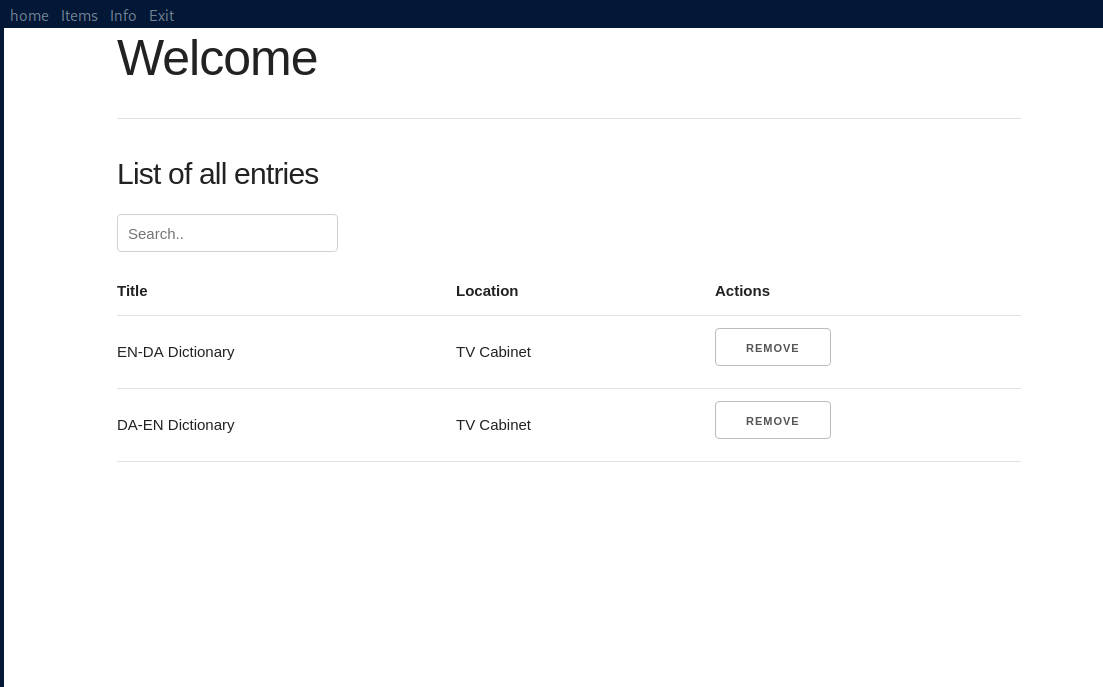 home Items Info Exit
Welcome
List of all entries
Search..
Title Location Actions
EN-DA Dictionary TV Cabinet REMOVE
DA-EN Dictionary TV Cabinet REMOVE